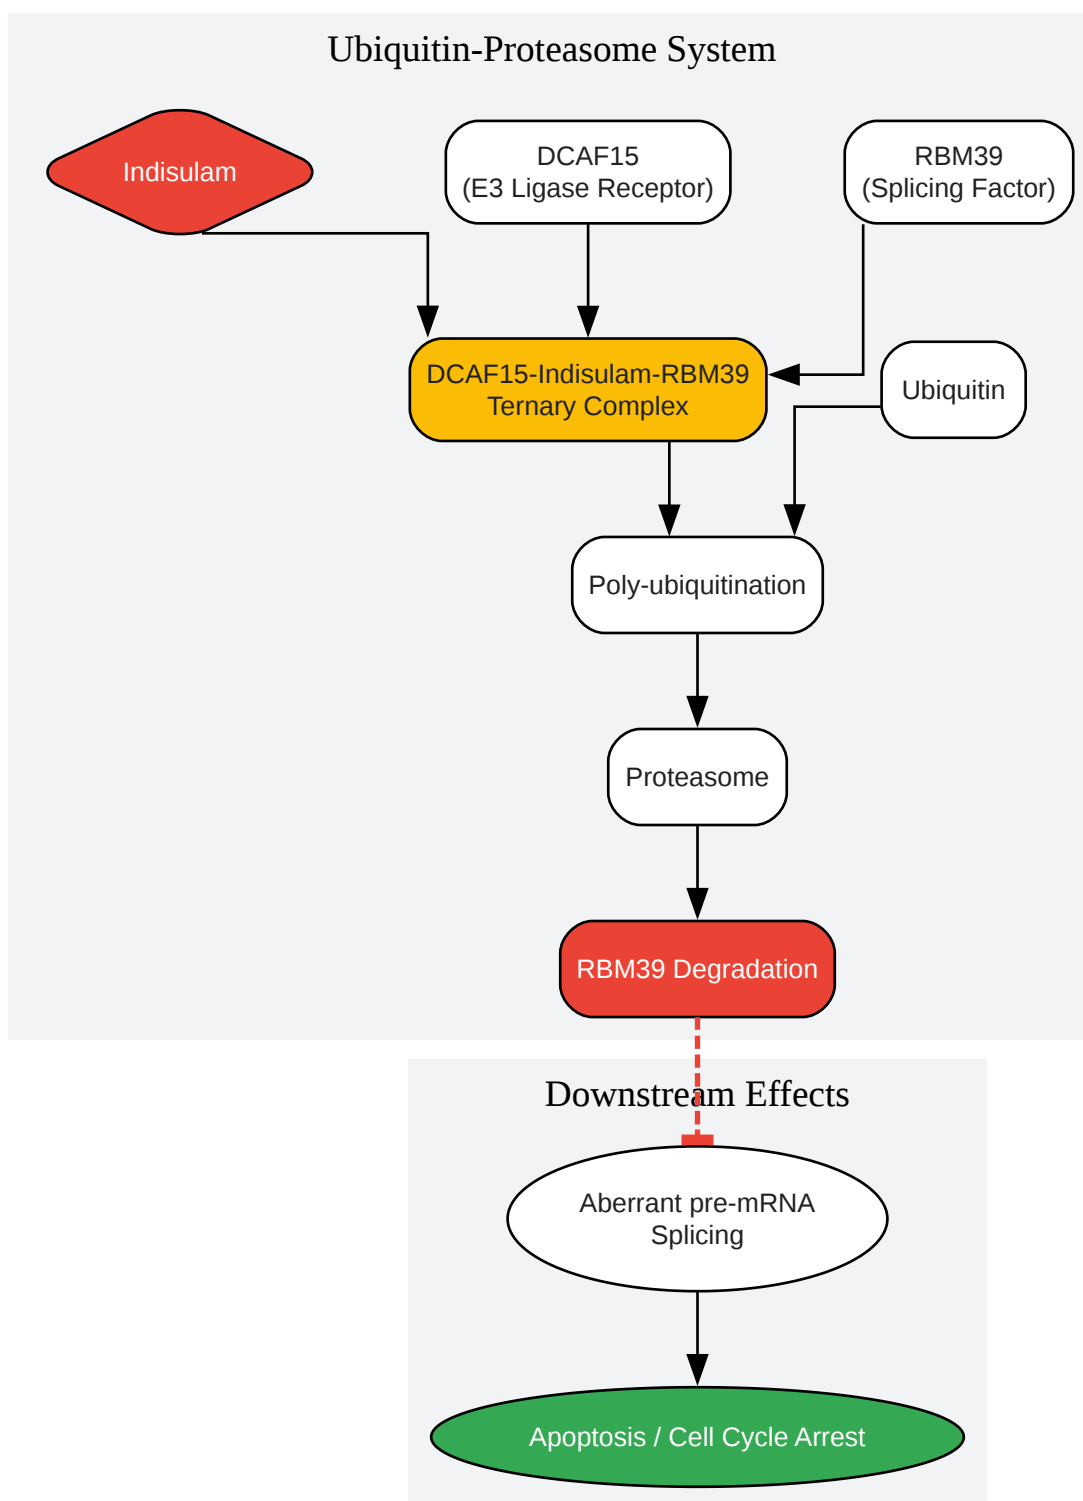 Ubiquitin-Proteasome System
Indisulam
DCAF15
(E3 Ligase Receptor)
RBM39
(Splicing Factor)
DCAF15-Indisulam-RBM39
Ternary Complex
Ubiquitin
Poly-ubiquitination
Proteasome
RBM39 Degradation
Downstream Effects
Aberrant pre-mRNA
Splicing
Apoptosis / Cell Cycle Arrest